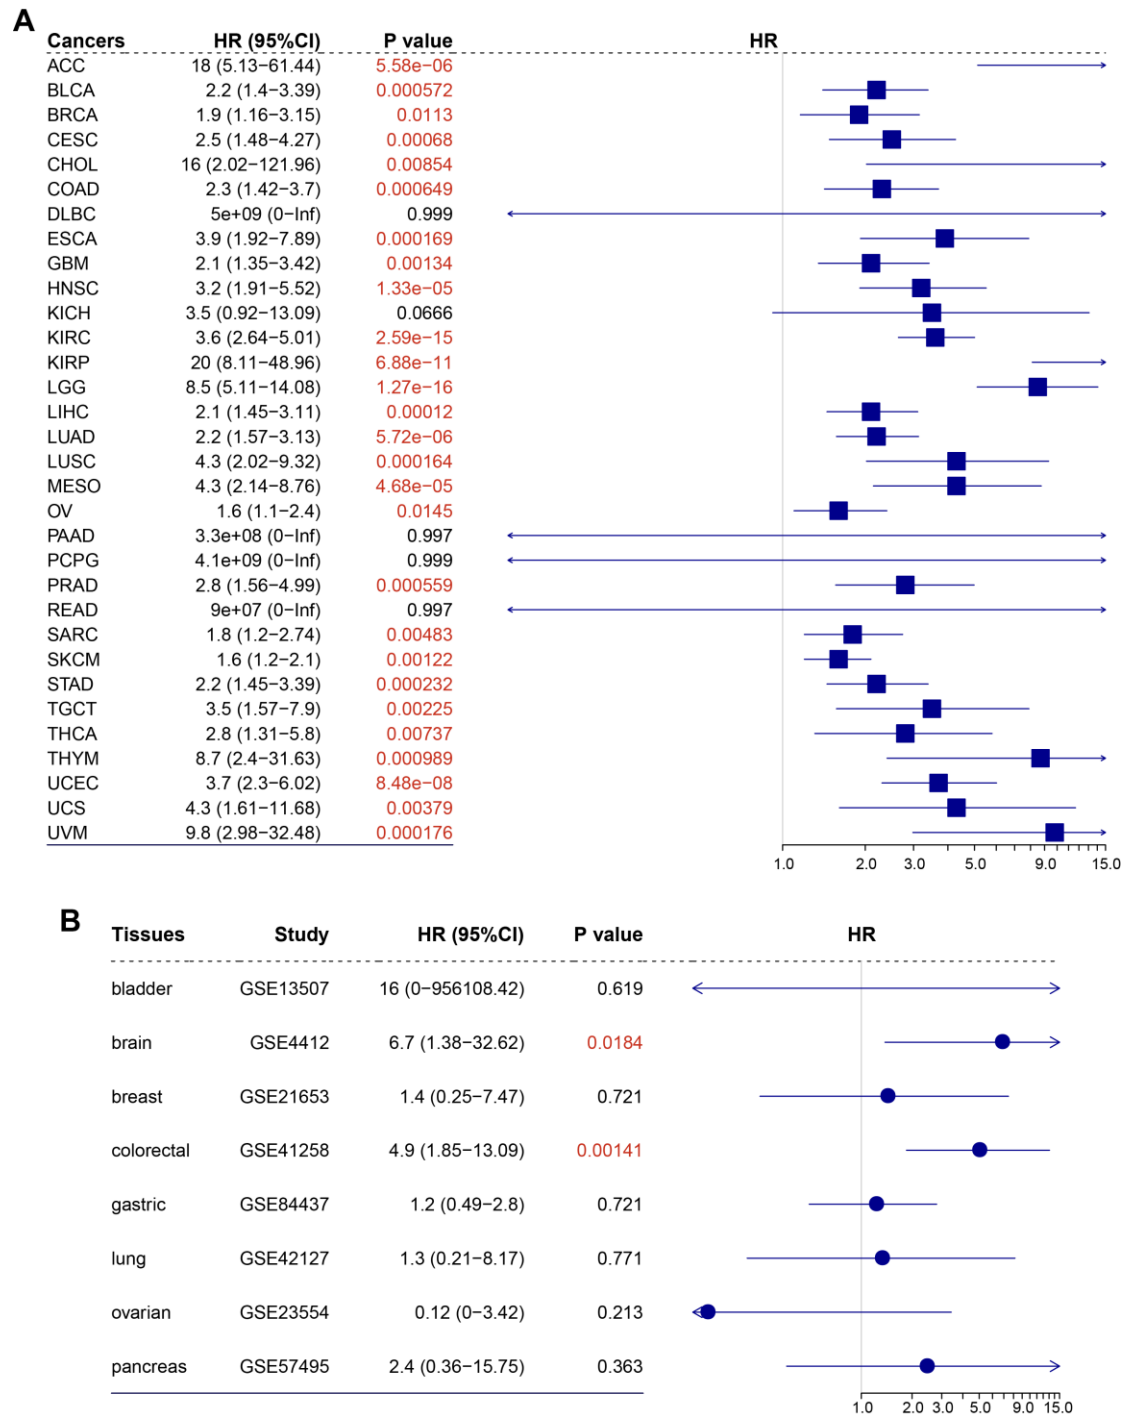 A
Cancers HR (95%CI) P value HR
ACC 18 (5.13−61.44) 5.58e−06
BLCA 2.2 (1.4−3.39) 0.000572
BRCA 1.9 (1.16−3.15) 0.0113
CESC 2.5 (1.48−4.27) 0.00068
CHOL 16 (2.02−121.96) 0.00854
COAD 2.3 (1.42−3.7) 0.000649
DLBC 5e+09 (0−Inf) 0.999
ESCA 3.9 (1.92−7.89) 0.000169
GBM 2.1 (1.35−3.42) 0.00134
HNSC 3.2 (1.91−5.52) 1.33e−05
KICH 3.5 (0.92−13.09) 0.0666
KIRC 3.6 (2.64−5.01) 2.59e−15
KIRP 20 (8.11−48.96) 6.88e−11
LGG 8.5 (5.11−14.08) 1.27e−16
LIHC 2.1 (1.45−3.11) 0.00012
LUAD 2.2 (1.57−3.13) 5.72e−06
LUSC 4.3 (2.02−9.32) 0.000164
MESO 4.3 (2.14−8.76) 4.68e−05
OV 1.6 (1.1−2.4) 0.0145
PAAD 3.3e+08 (0−Inf) 0.997
PCPG 4.1e+09 (0−Inf) 0.999
PRAD 2.8 (1.56−4.99) 0.000559
READ 9e+07 (0−Inf) 0.997
SARC 1.8 (1.2−2.74) 0.00483
SKCM 1.6 (1.2−2.1) 0.00122
STAD 2.2 (1.45−3.39) 0.000232
TGCT 3.5 (1.57−7.9) 0.00225
THCA 2.8 (1.31−5.8) 0.00737
THYM 8.7 (2.4−31.63) 0.000989
UCEC 3.7 (2.3−6.02) 8.48e−08
UCS 4.3 (1.61−11.68) 0.00379
UVM 9.8 (2.98−32.48) 0.000176
1.0 2.0 3.0 5.0 9.0 15.0
B
Tissues Study HR (95%CI) P value HR
bladder GSE13507 16 (0−956108.42) 0.619
brain GSE4412 6.7 (1.38−32.62) 0.0184
breast GSE21653 1.4 (0.25−7.47) 0.721
colorectal GSE41258 4.9 (1.85−13.09) 0.00141
gastric GSE84437 1.2 (0.49−2.8) 0.721
lung GSE42127 1.3 (0.21−8.17) 0.771
ovarian GSE23554 0.12 (0−3.42) 0.213
pancreas GSE57495 2.4 (0.36−15.75) 0.363
1.0 2.0 3.0 5.0 9.0 15.0